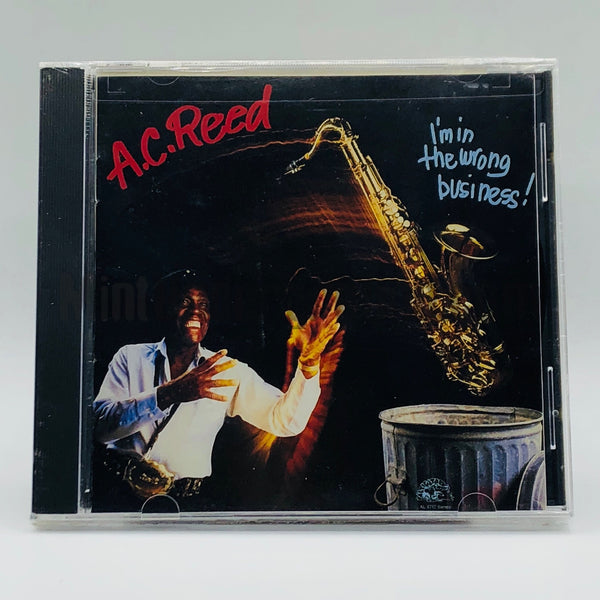 A.C. Reed
I'm in
the wrong
business!